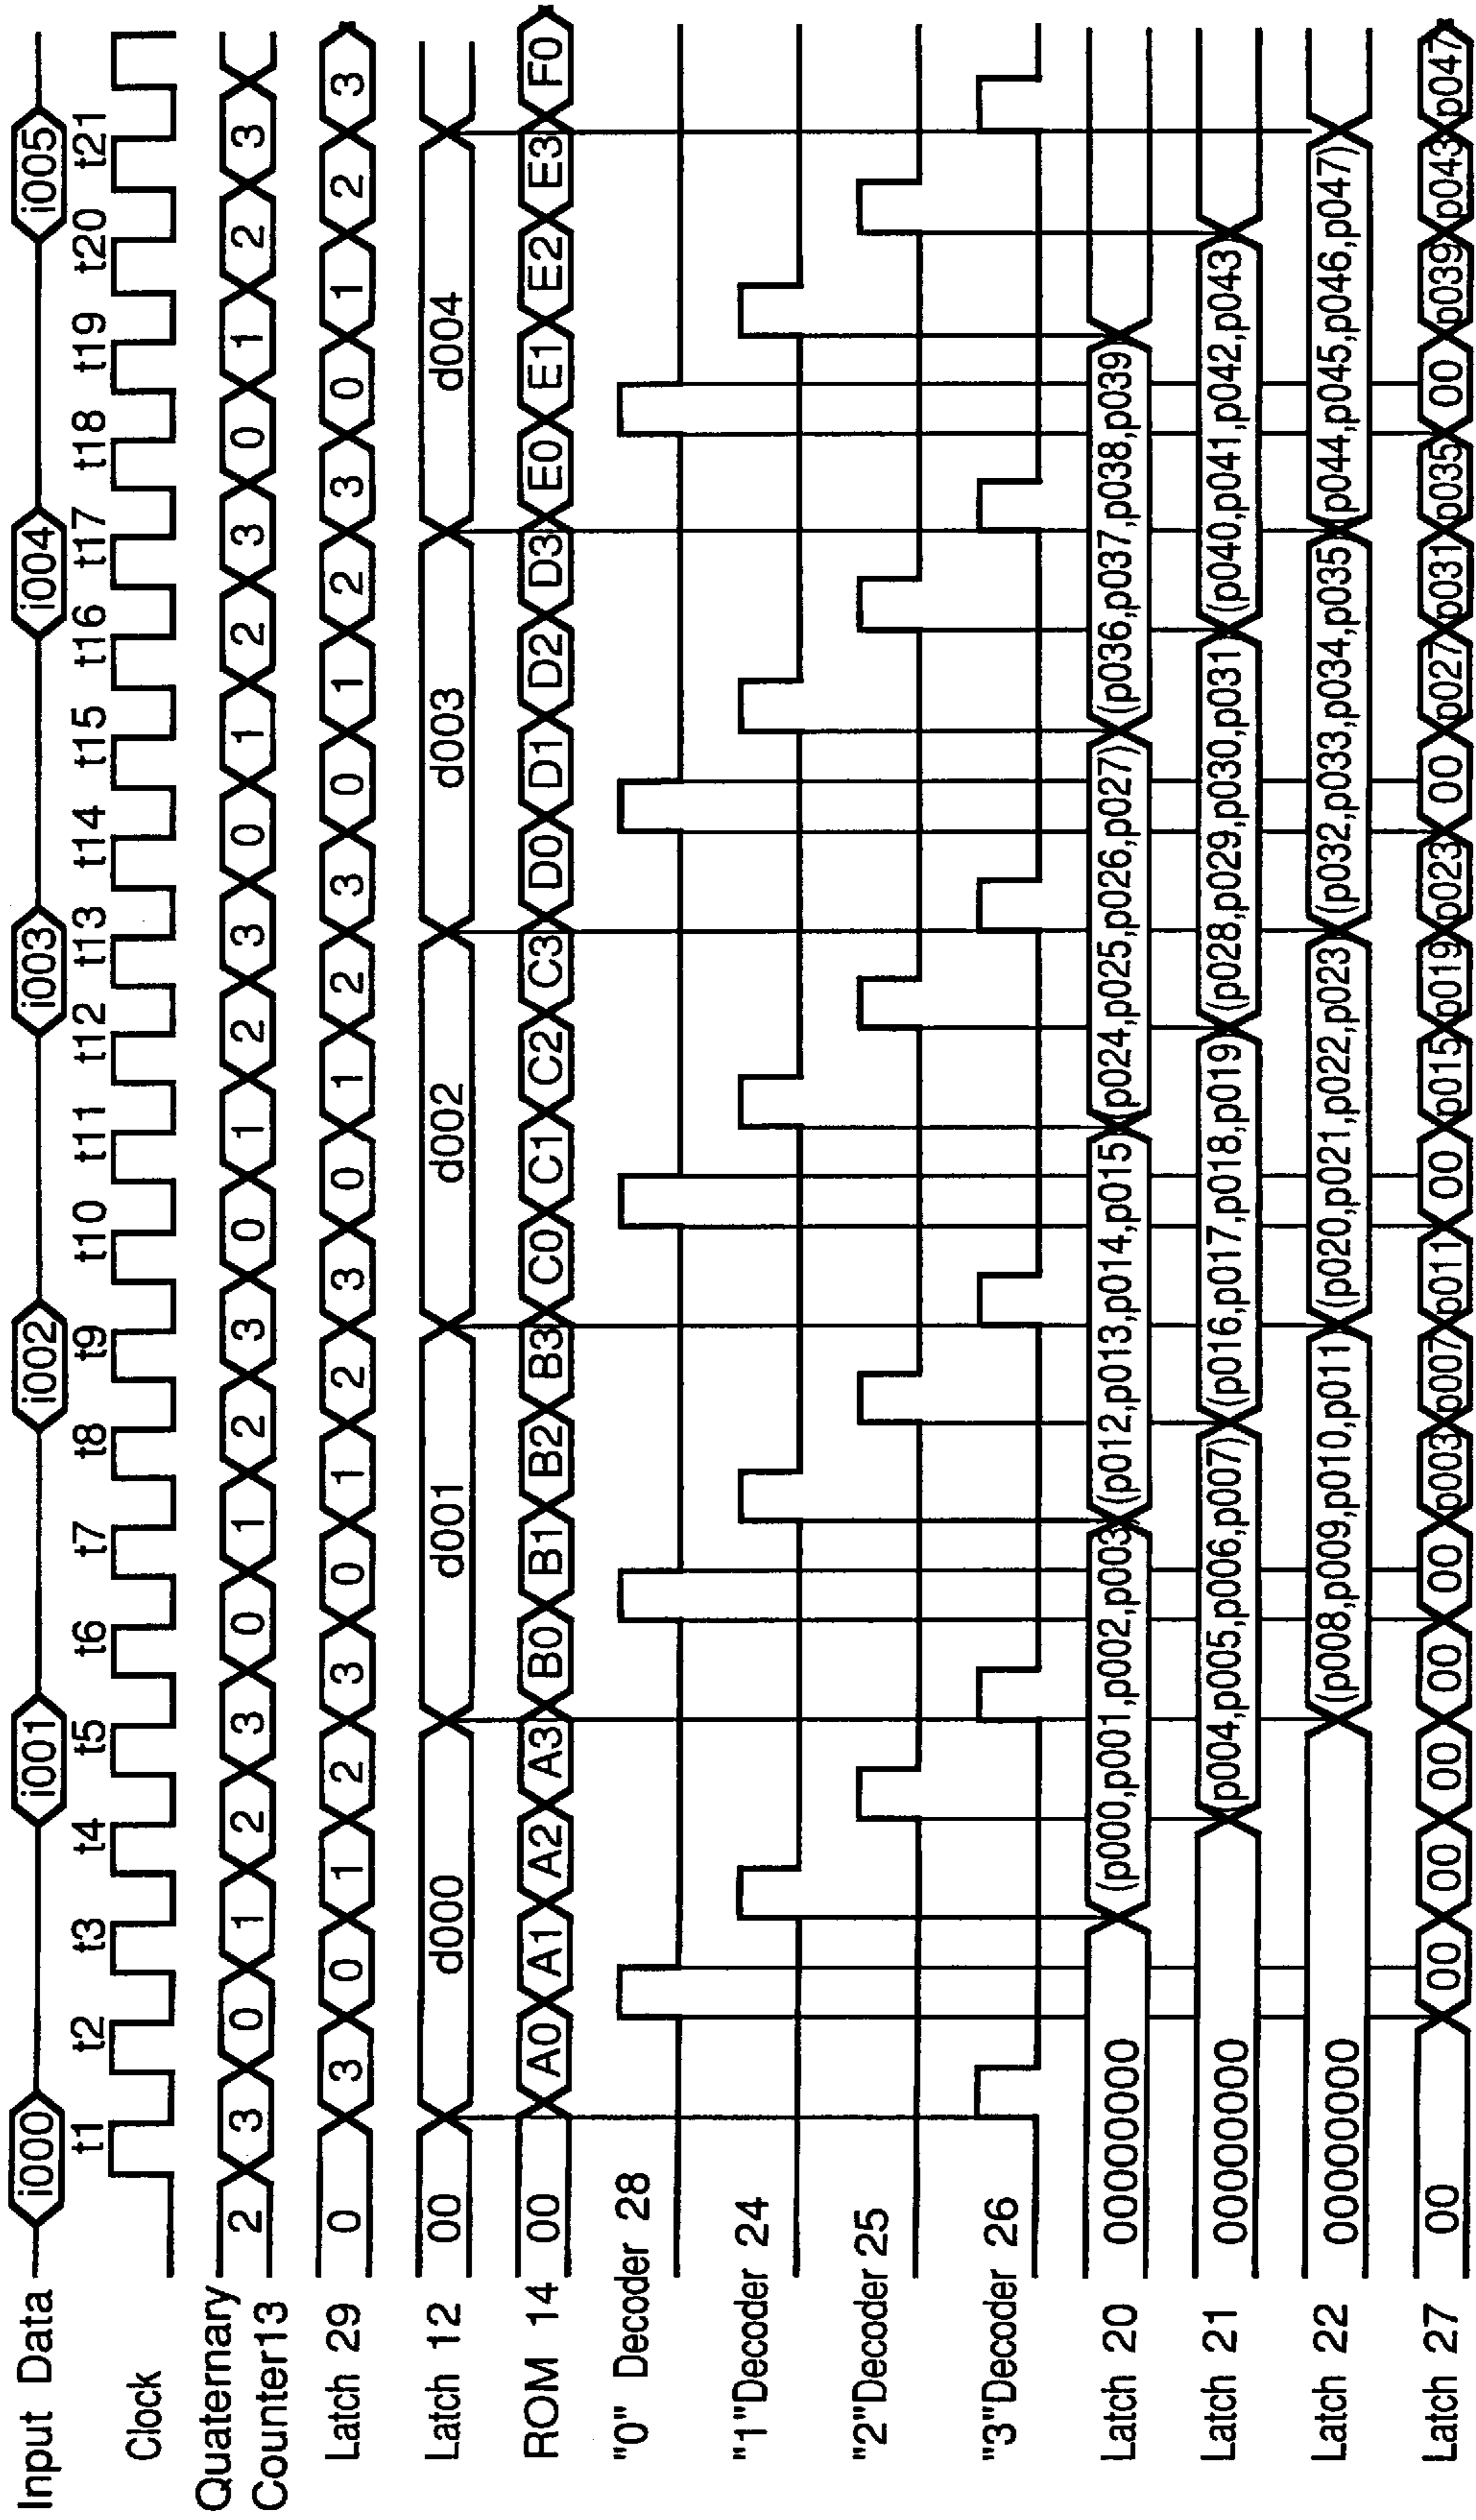 Input Data i000 i001 i002 i003 i004 i005
t1 t2 t3 t4 t5 t6 t7 t8 t9 t10 t11 t12 t13 t14 t15 t16 t17 t18 t19 t20 t21
Clock
Quaternary
Counter13 2 3 0 1 2 3 0 1 2 3 0 1 2 3 0 1 2 3 0 1 2 3
Latch 29 0 3 0 1 2 3 0 1 2 3 0 1 2 3 0 1 2 3 0 1 2 3
Latch 12 00 d000 d001 d002 d003 d004
ROM 14 00 A0 A1 A2 A3 B0 B1 B2 B3 C0 C1 C2 C3 D0 D1 D2 D3 E0 E1 E2 E3 F0
"0" Decoder 28
"1"Decoder 24
"2"Decoder 25
"3"Decoder 26
Latch 20 00000000 (p000,p001,p002,p003 (p012,p013,p014,p015) (p024,p025,p026,p027) (p036,p037,p038,p039
Latch 21 00000000 (p004,p005,p006,p007) (p016,p017,p018,p019) (p028,p029,p030,p031) (p040,p041,p042,p043)
Latch 22 00000000 (p008,p009,p010,p011) (p020,p021,p022,p023) (p032,p033,p034,p035) (p044,p045,p046,p047)
Latch 27 00 00 00 00 00 00 p003 p007 p011 00 p015 p019 p023 00 p027 p031 p035 00 p039 p043 p047